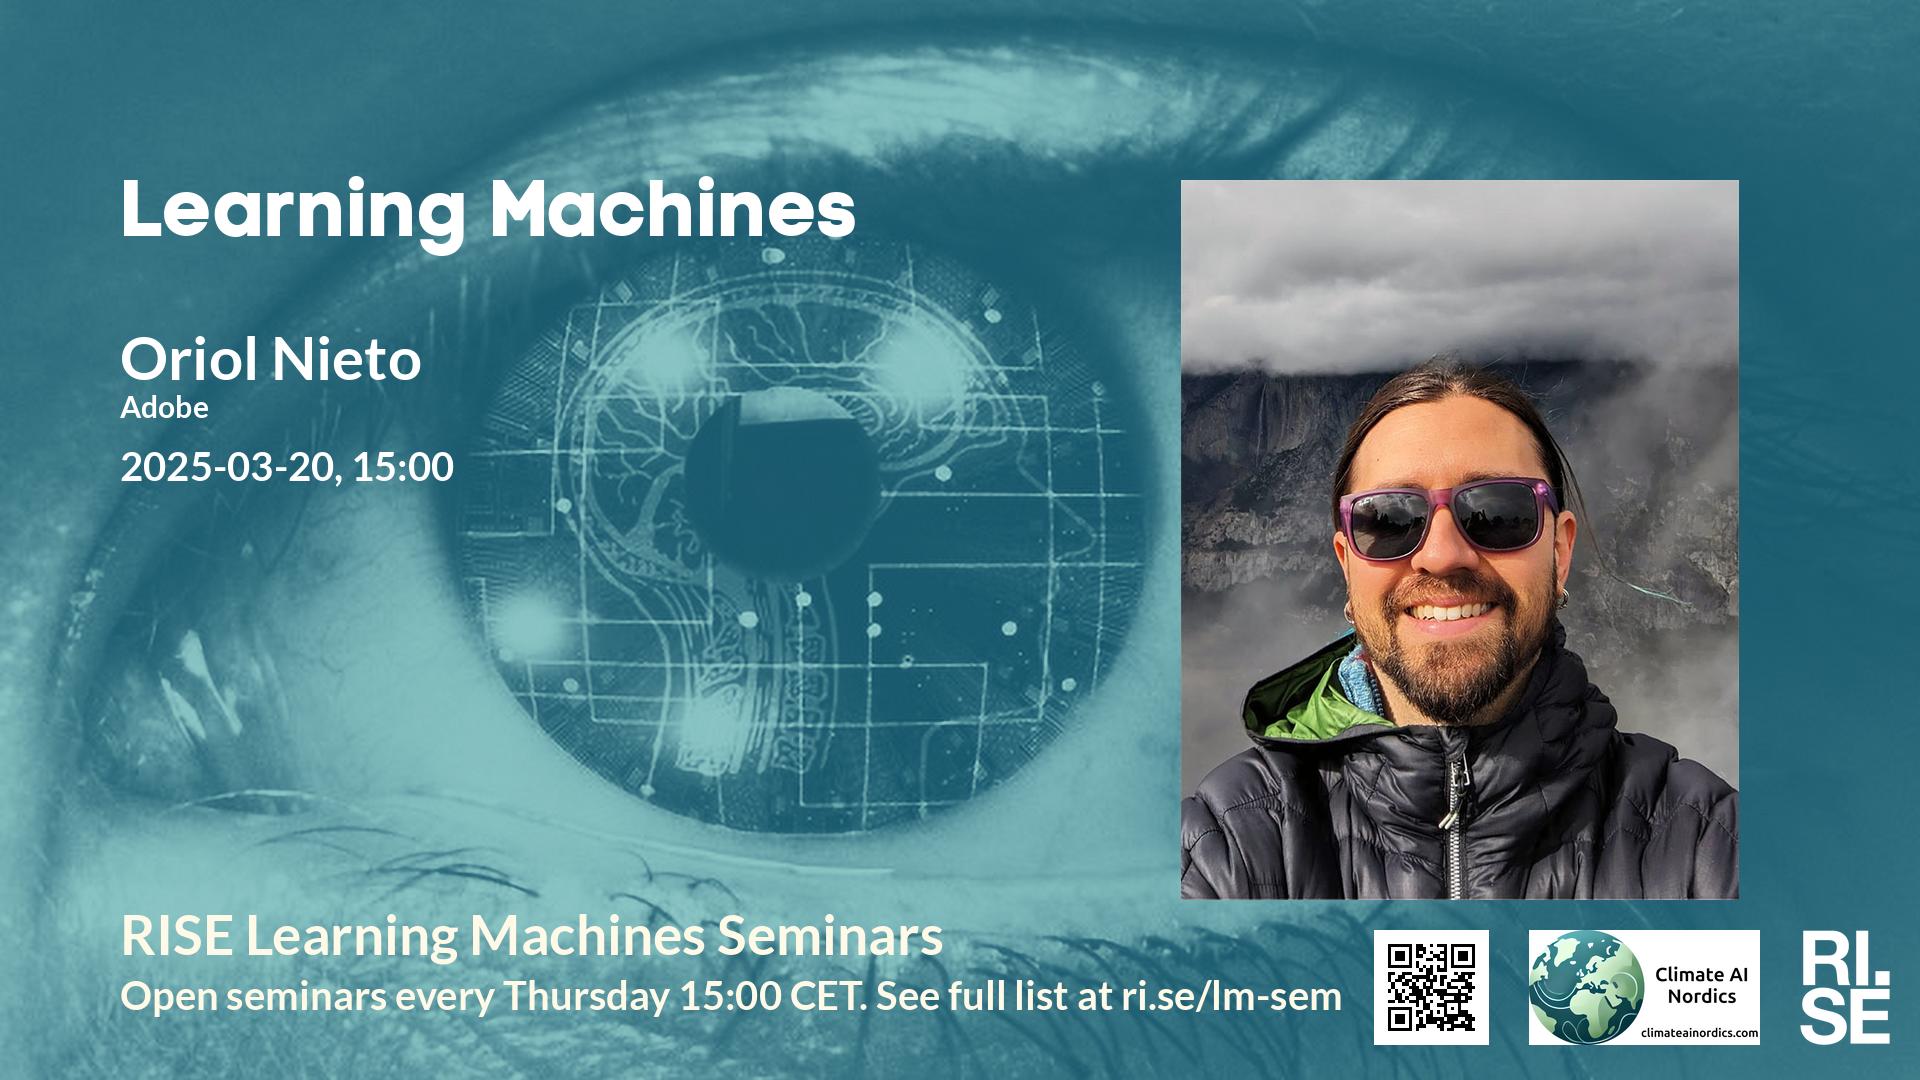 Learning Machines
Oriol Nieto
Adobe
2025-03-20, 15:00
RISE Learning Machines Seminars
Open seminars every Thursday 15:00 CET. See full list at ri.se/lm-sem
Climate AI
Nordics
climateainordics.com
RI.
SE